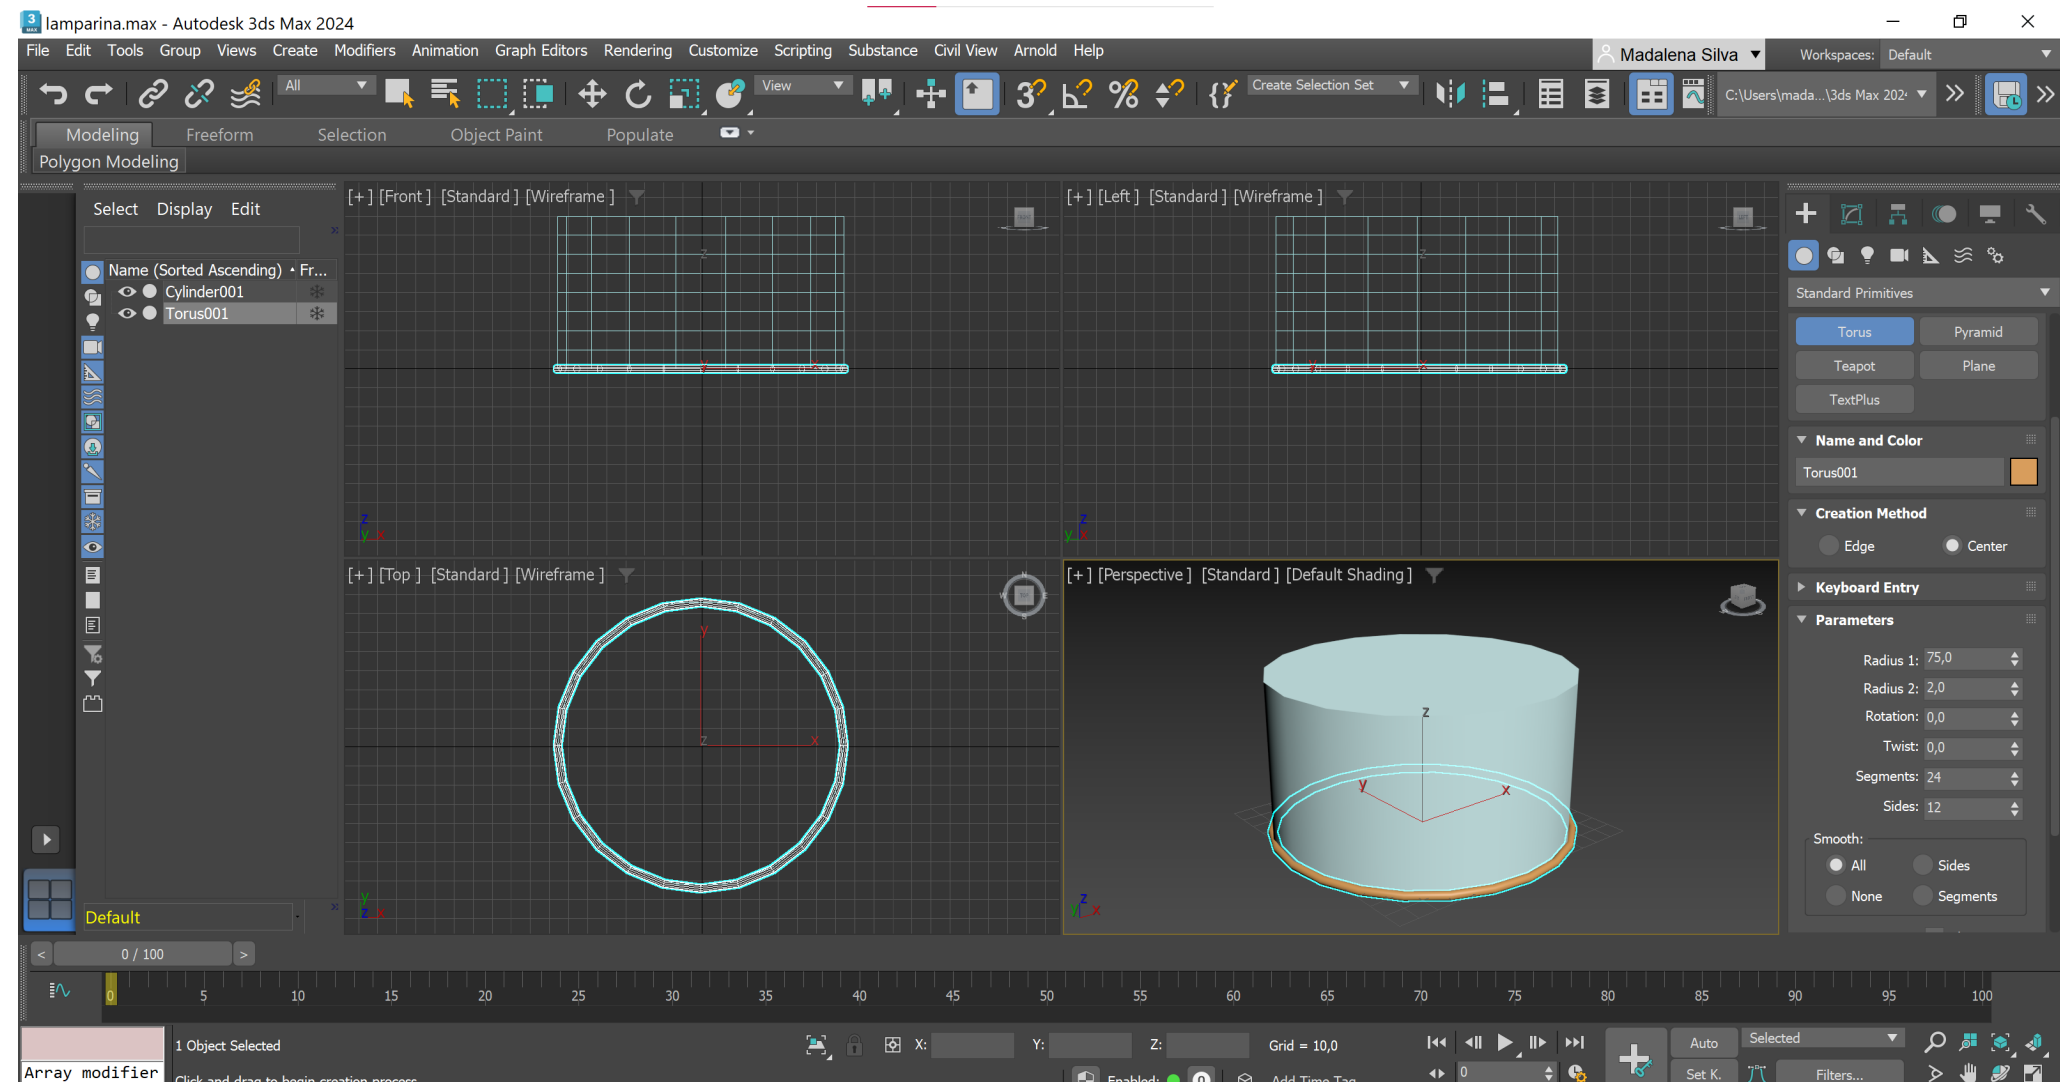 lamparina.max - Autodesk 3ds Max 2024
File Edit Tools Group Views Create Modifiers Animation Graph Editors Rendering Customize Scripting Substance Civil View Arnold Help
Madalena Silva
Workspaces: Default
All
View
Create Selection Set
C:\Users\mada...\3ds Max 202
Modeling Freeform Selection Object Paint Populate
Polygon Modeling
Select Display Edit
Name (Sorted Ascending) Fr...
Cylinder001
Torus001
Default
[+] [Front] [Standard] [Wireframe]
[+] [Left] [Standard] [Wireframe]
[+] [Top] [Standard] [Wireframe]
[+] [Perspective] [Standard] [Default Shading]
Standard Primitives
Torus Pyramid
Teapot Plane
TextPlus
Name and Color
Torus001
Creation Method
Edge Center
Keyboard Entry
Parameters
Radius 1: 75,0
Radius 2: 2,0
Rotation: 0,0
Twist: 0,0
Segments: 24
Sides: 12
Smooth:
All Sides
None Segments
< 0 / 100 >
0 5 10 15 20 25 30 35 40 45 50 55 60 65 70 75 80 85 90 95 100
1 Object Selected
X: Y: Z: Grid = 10,0
Auto Selected
Array modifier
Click and drag to begin creation process
Enabled: Add Time Tag
0
Set K. Filters...